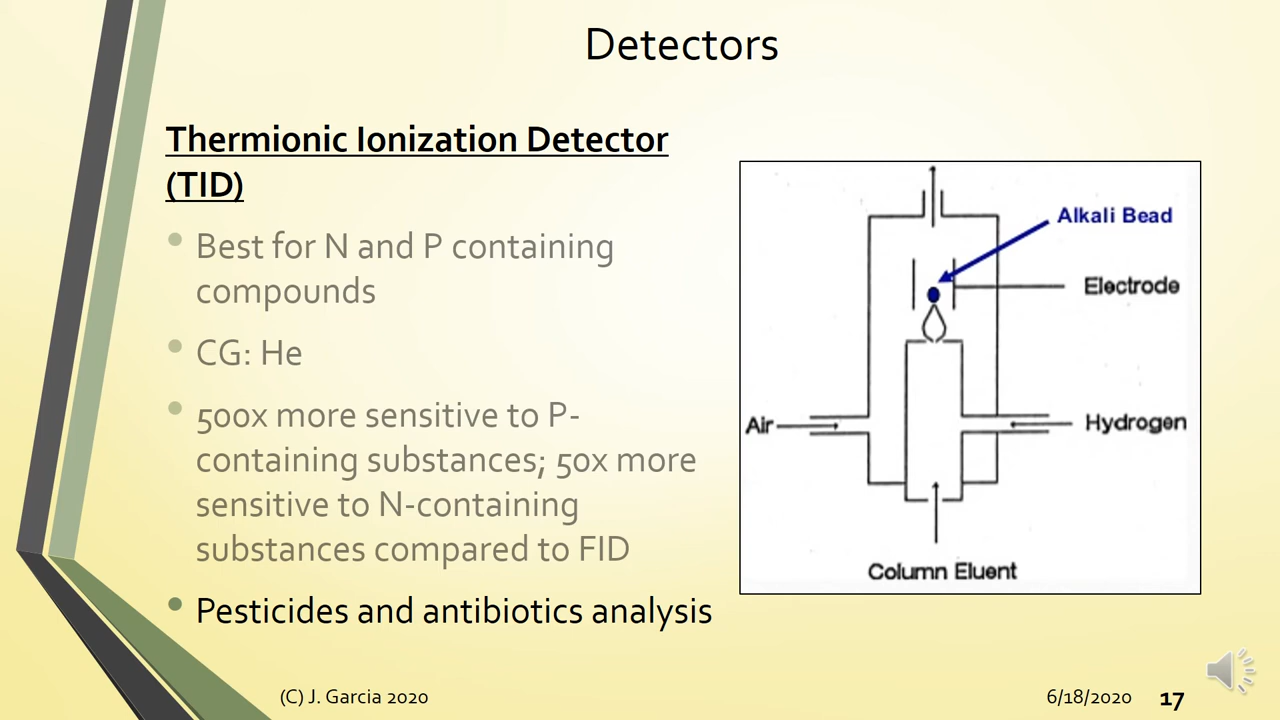 Detectors
Thermionic Ionization Detector
(TID)
• Best for N and P containing
compounds
• CG: He
• 500x more sensitive to P-
containing substances; 50x more
sensitive to N-containing
substances compared to FID
• Pesticides and antibiotics analysis
Alkali Bead
Electrode
Air
Hydrogen
Column Eluent
(C) J. Garcia 2020
6/18/2020
17